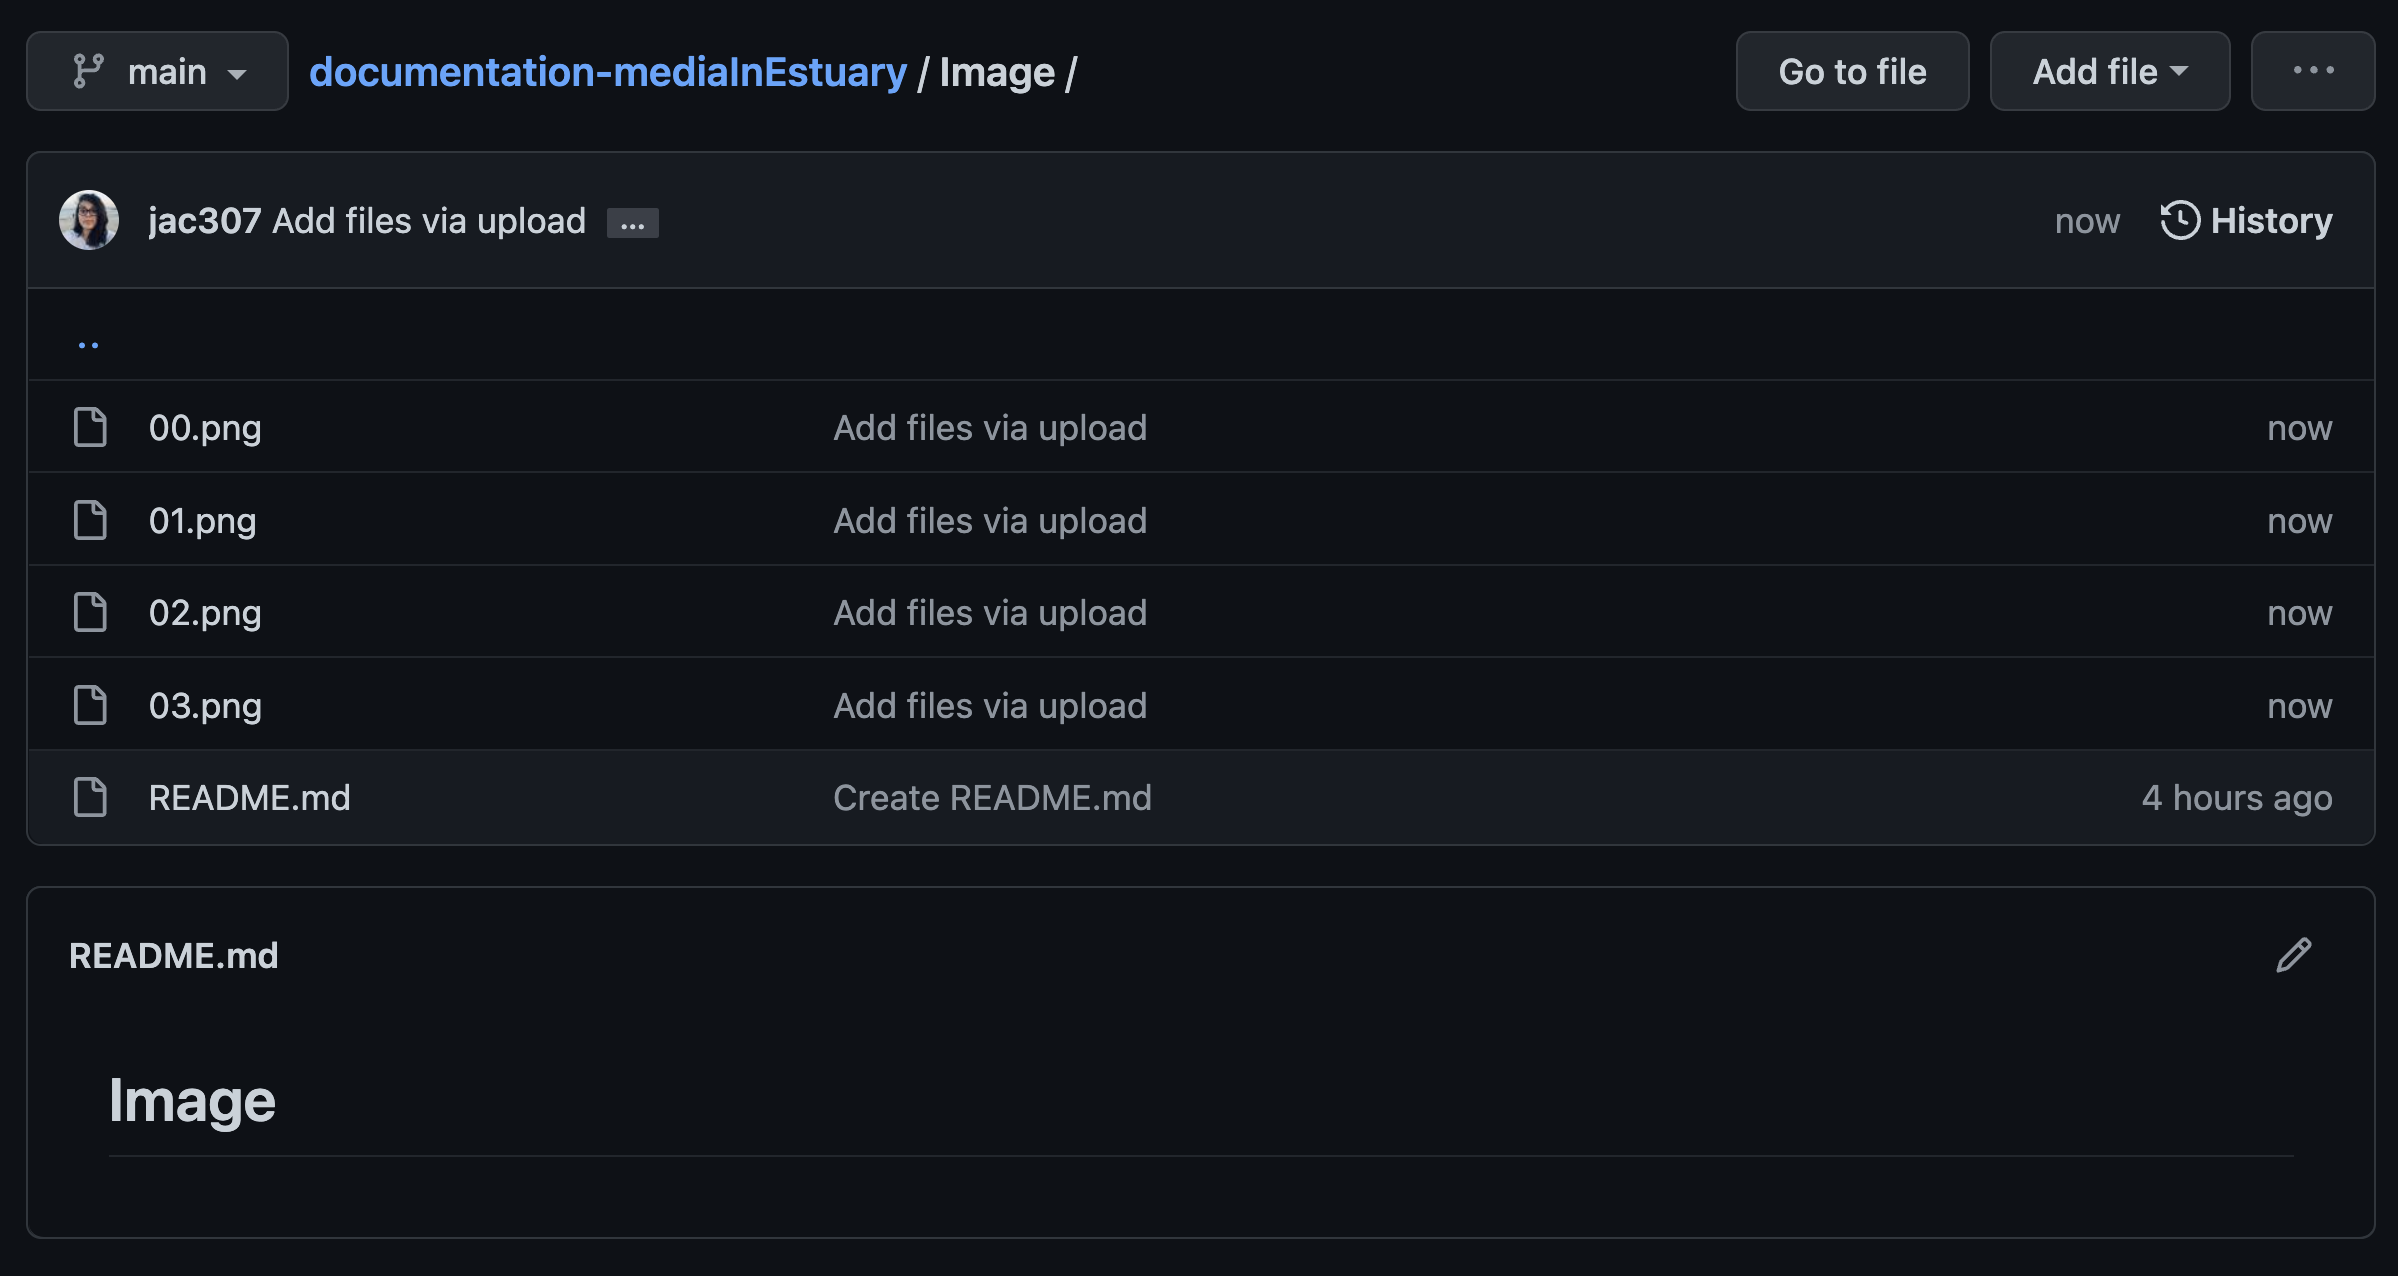 main documentation-mediaInEstuary / Image / Go to file Add file ...
jac307 Add files via upload ... now History
..
00.png Add files via upload now
01.png Add files via upload now
02.png Add files via upload now
03.png Add files via upload now
README.md Create README.md 4 hours ago
README.md
Image